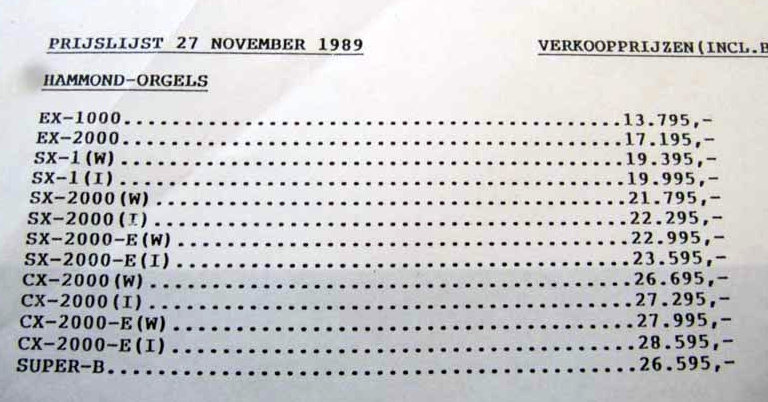 PRIJSLIJST 27 NOVEMBER 1989 VERKOOPPRIJZEN(INCL.B
HAMMOND-ORGELS
EX-1000..................................................13.795,-
EX-2000..................................................17.195,-
SX-1(W)..................................................19.395,-
SX-1(I)..................................................19.995,-
SX-2000(W)...............................................21.795,-
SX-2000(I)...............................................22.295,-
SX-2000-E(W).............................................22.995,-
SX-2000-E(I).............................................23.595,-
CX-2000(W)...............................................26.695,-
CX-2000(I)...............................................27.295,-
CX-2000-E(W).............................................27.995,-
CX-2000-E(I).............................................28.595,-
SUPER-B..................................................26.595,-